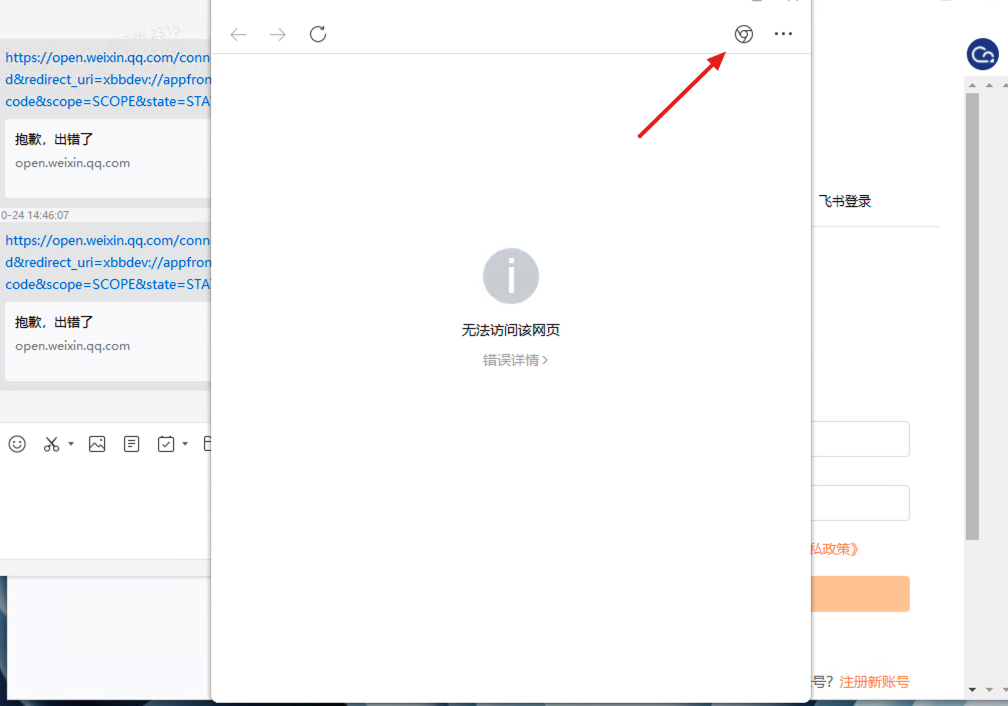 2315
https://open.weixin.qq.com/conn
d&redirect_uri=xbbdev://appfron
code&scope=SCOPE&state=STA
抱歉，出错了
open.weixin.qq.com
0-24 14:46:07
https://open.weixin.qq.com/conn
d&redirect_uri=xbbdev://appfron
code&scope=SCOPE&state=STA
抱歉，出错了
open.weixin.qq.com
无法访问该网页
错误详情
飞书登录
私政策》
号？注册新账号